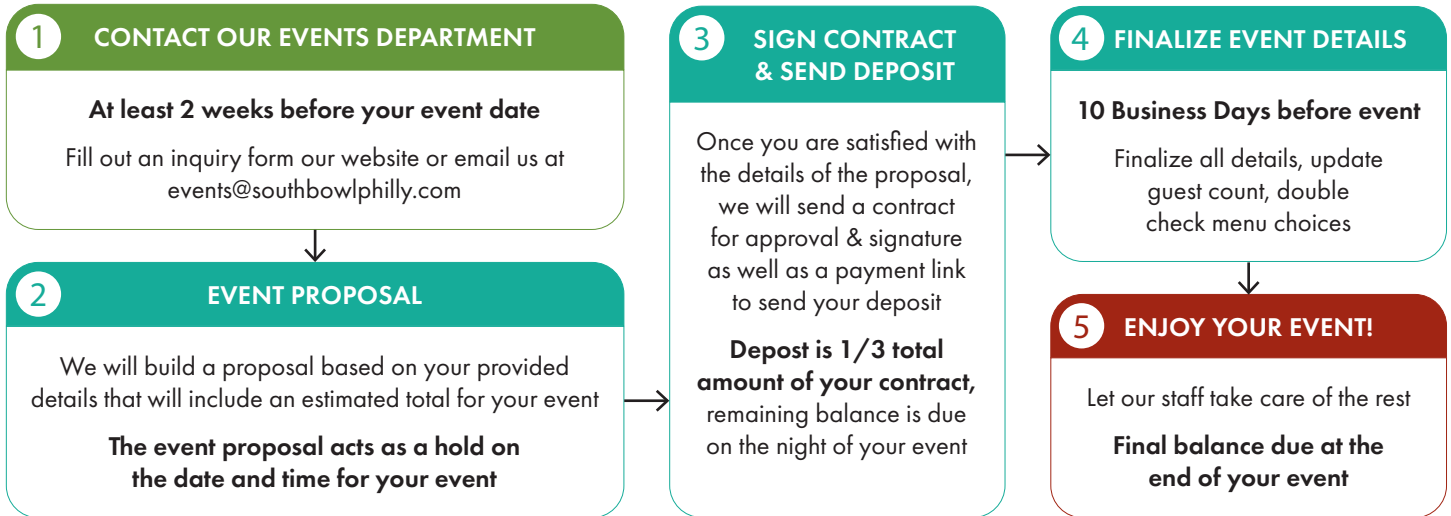 1
CONTACT OUR EVENTS DEPARTMENT
At least 2 weeks before your event date
Fill out an inquiry form our website or email us at
events@southbowlphilly.com
2
EVENT PROPOSAL
We will build a proposal based on your provided
details that will include an estimated total for your event
The event proposal acts as a hold on
the date and time for your event
3
SIGN CONTRACT
& SEND DEPOSIT
Once you are satisfied with
the details of the proposal,
we will send a contract
for approval & signature
as well as a payment link
to send your deposit
Depost is 1/3 total
amount of your contract,
remaining balance is due
on the night of your event
4
FINALIZE EVENT DETAILS
10 Business Days before event
Finalize all details, update
guest count, double
check menu choices
5
ENJOY YOUR EVENT!
Let our staff take care of the rest
Final balance due at the
end of your event